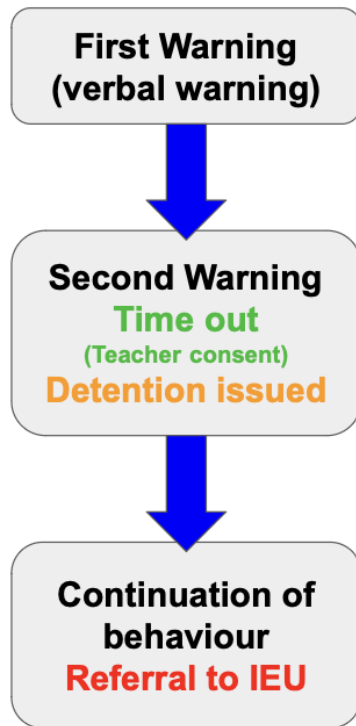 First Warning
(verbal warning)
Second Warning
Time out
(Teacher consent)
Detention issued
Continuation of
behaviour
Referral to IEU